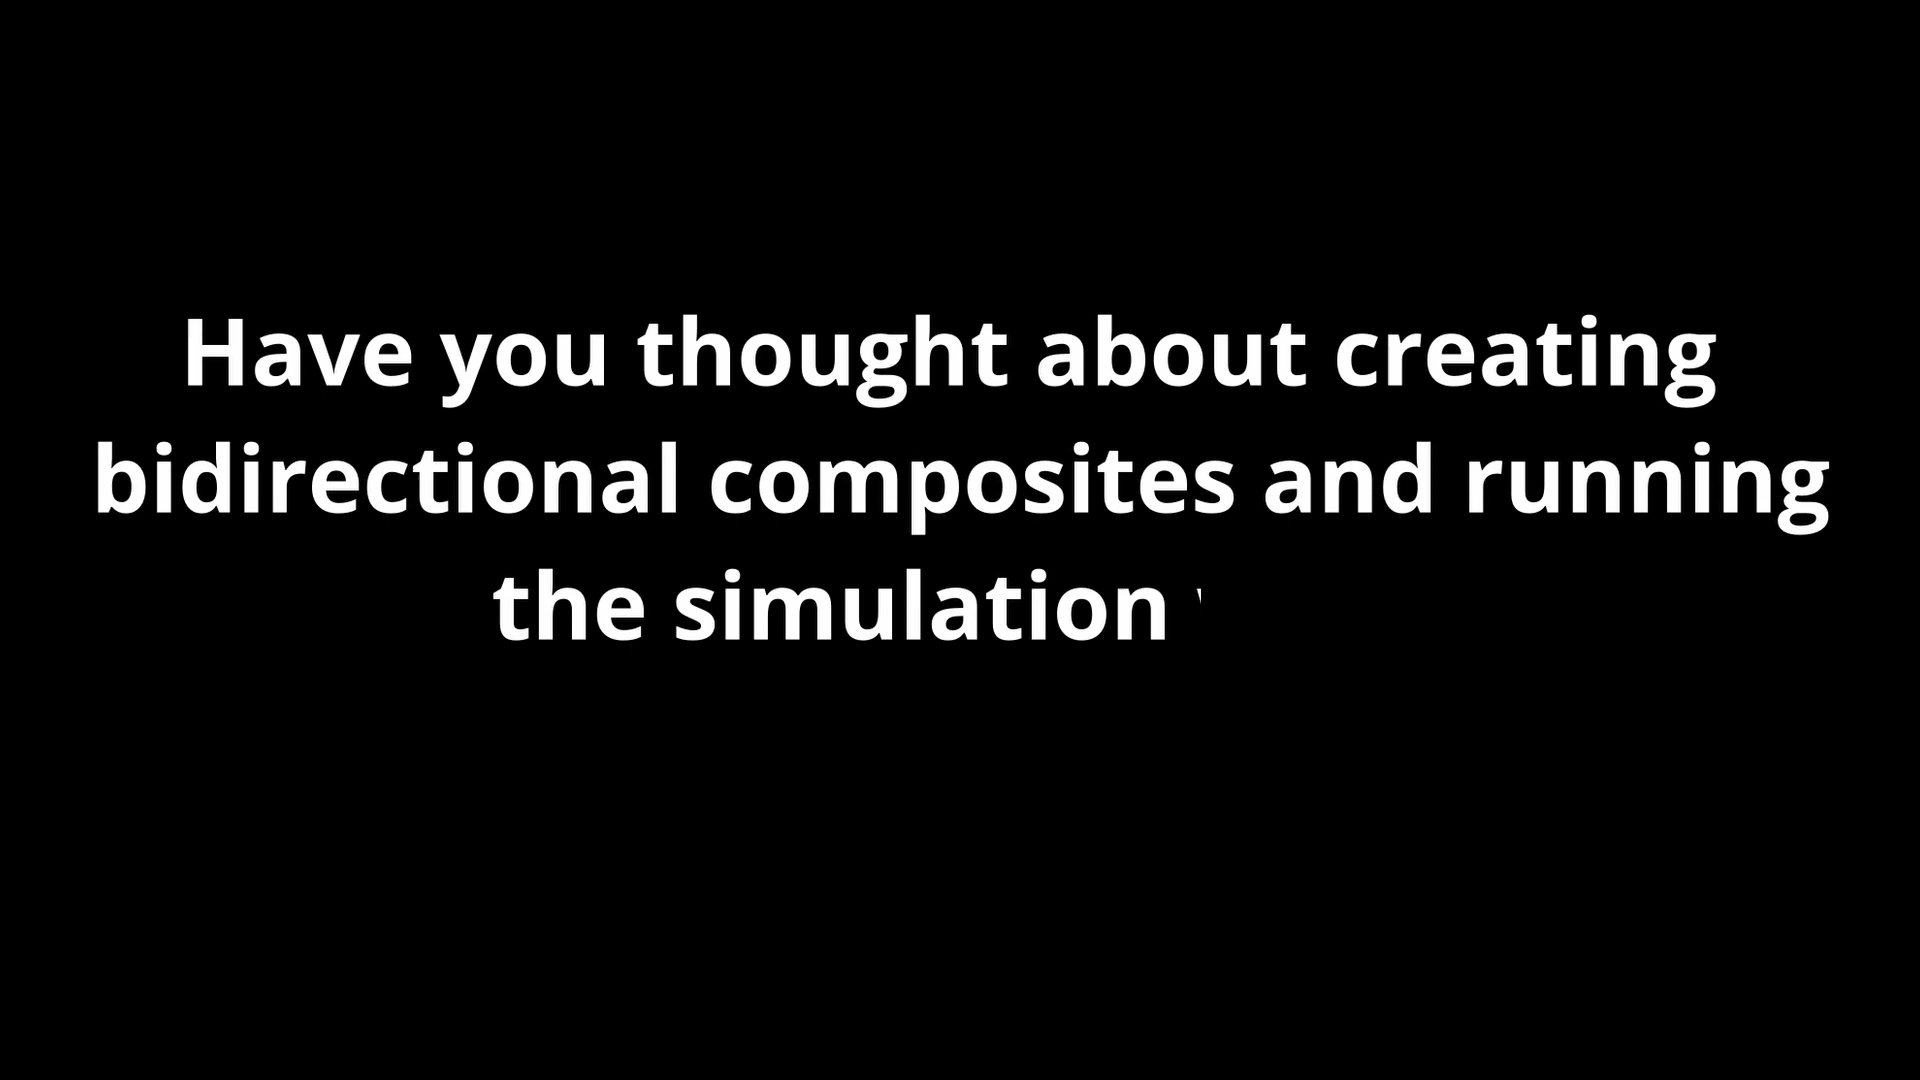 Have you thought about creating
bidirectional composites and running
the simulation